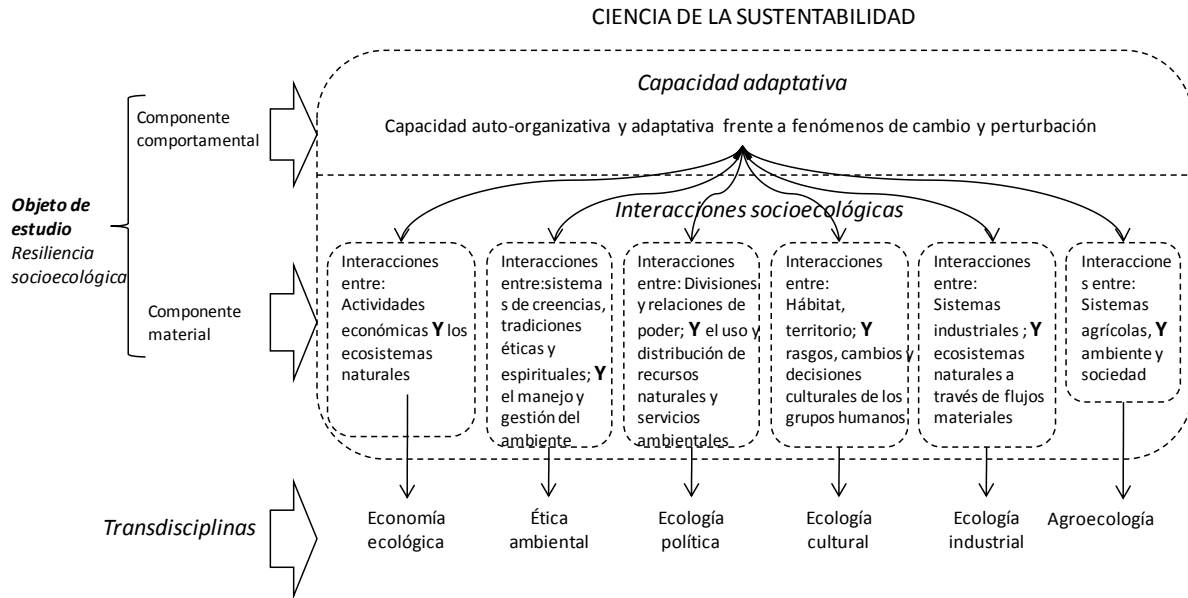 CIENCIA DE LA SUSTENTABILIDAD
Capacidad adaptativa
Capacidad auto-organizativa y adaptativa frente a fenómenos de cambio y perturbación
Componente
comportamental
Objeto de
estudio
Resiliencia
socioecológica
Componente
material
Interacciones socioecológicas
Interacciones
entre:
Actividades
económicas Y los
ecosistemas
naturales
Interacciones
entre:sistema
s de creencias,
tradiciones
éticas y
espirituales; Y
el manejo y
gestión del
ambiente
Interacciones
entre: Divisiones
y relaciones de
poder; Y el uso y
distribución de
recursos
naturales y
servicios
ambientales
Interacciones
entre:
Hábitat,
territorio; Y
rasgos, cambios y
decisiones
culturales de los
grupos humanos
Interacciones
entre:
Sistemas
industriales ; Y
ecosistemas
naturales a
través de flujos
materiales
Interaccione
s entre:
Sistemas
agrícolas, Y
ambiente y
sociedad
Transdisciplinas
Economía
ecológica
Ética
ambiental
Ecología
política
Ecología
cultural
Ecología
industrial
Agroecología